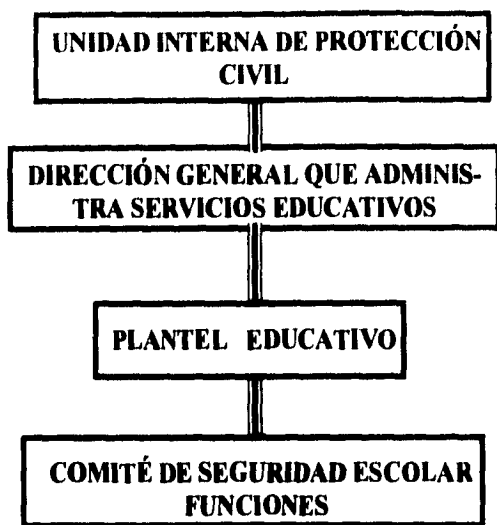 UNIDAD INTERNA DE PROTECCIÓN
CIVIL
DIRECCIÓN GENERAL QUE ADMINIS-
TRA SERVICIOS EDUCATIVOS
PLANTEL EDUCATIVO
COMITÉ DE SEGURIDAD ESCOLAR
FUNCIONES